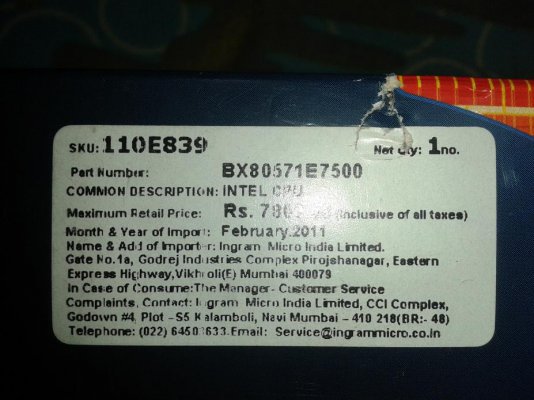 SKU: 110E839 Net Qty: 1no.
Part Number: BX80571E7500
COMMON DESCRIPTION: INTEL CPU
Maximum Retail Price: Rs. (Inclusive of all taxes)
Month & Year of Import: February.2011
Name & Add of Importer: Ingram Micro India Limited.
Gate No.1a, Godrej Industries Complex Pirojshanagar, Eastern
Express Highway,Vikhroli(E) Mumbai 400079
In Case of Consume:The Manager- Customer Service
Complaints, Contact: Ingram Micro India Limited, CCI Complex,
Godown #4, Plot -S5 Kalamboli, Navi Mumbai - 410 218(BR:- 48)
Telephone: (022) Email: Service@ingrammicro.co.in